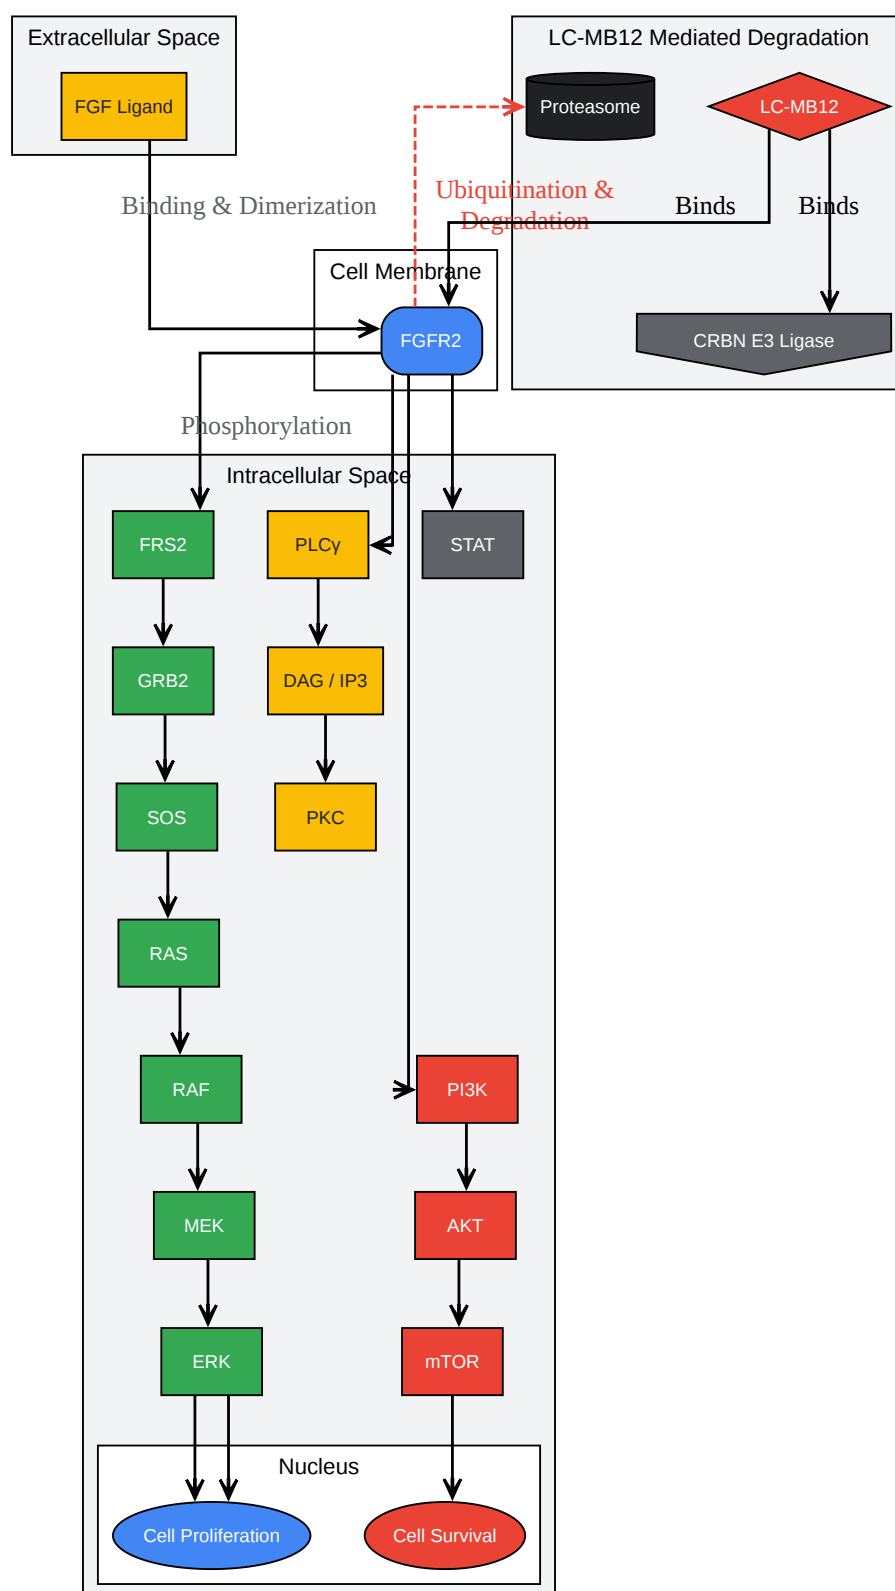 Extracellular Space
LC-MB12 Mediated Degradation
FGF Ligand
Proteasome
LC-MB12
Binding & Dimerization
Ubiquitination &
Degradation
Binds
Binds
Cell Membrane
FGFR2
CRBN E3 Ligase
Phosphorylation
Intracellular Space
FRS2
PLCγ
STAT
GRB2
DAG / IP3
SOS
PKC
RAS
RAF
PI3K
MEK
AKT
ERK
mTOR
Nucleus
Cell Proliferation
Cell Survival